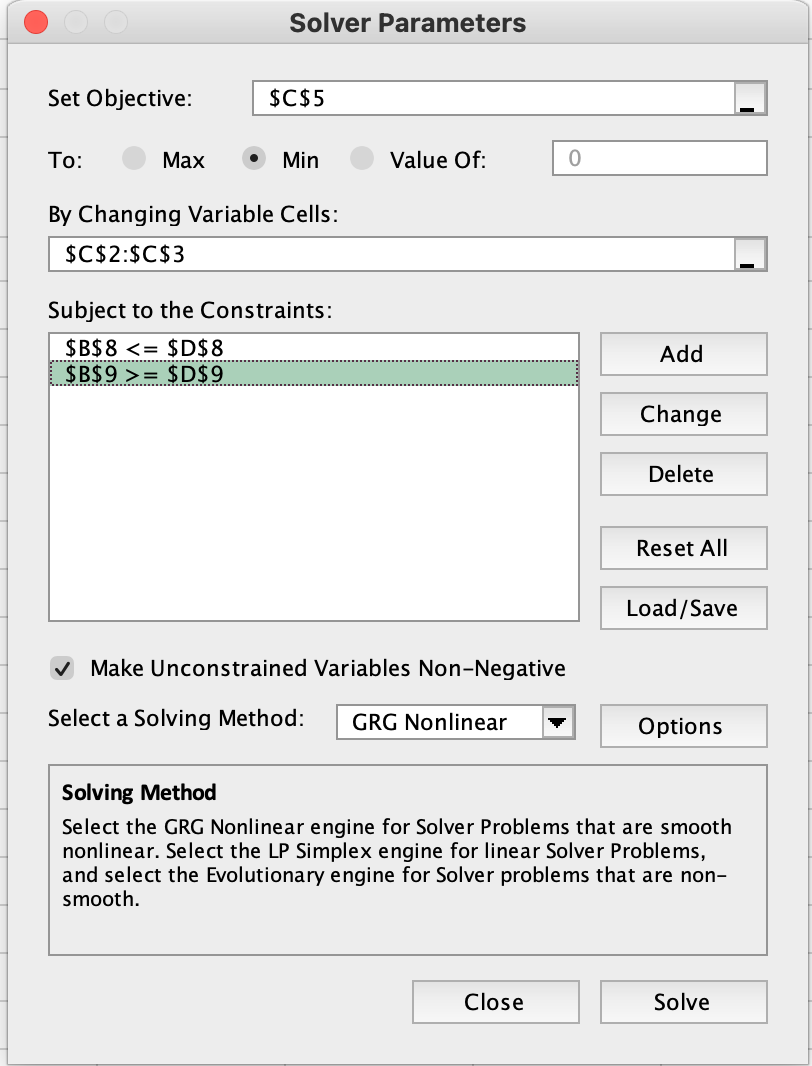 Solver Parameters
Set Objective: $C$5
To: Max Min Value Of: 0
By Changing Variable Cells:
$C$2:$C$3
Subject to the Constraints:
$B$8 <= $D$8
$B$9 >= $D$9
Add
Change
Delete
Reset All
Load/Save
Make Unconstrained Variables Non-Negative
Select a Solving Method: GRG Nonlinear Options
Solving Method
Select the GRG Nonlinear engine for Solver Problems that are smooth
nonlinear. Select the LP Simplex engine for linear Solver Problems,
and select the Evolutionary engine for Solver problems that are non-
smooth.
Close Solve